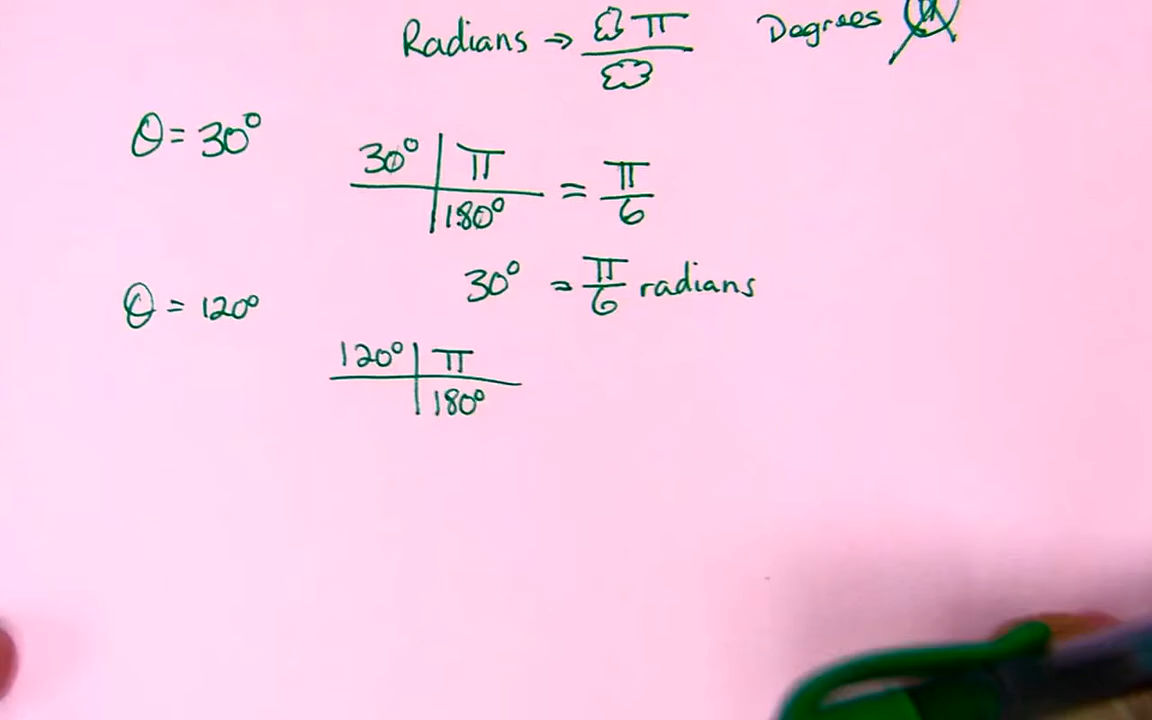 Radians ⇒ π Degrees
θ = 30°
30° | π = π
180° 6
30° = π/6 radians
θ = 120°
120° | π
180°